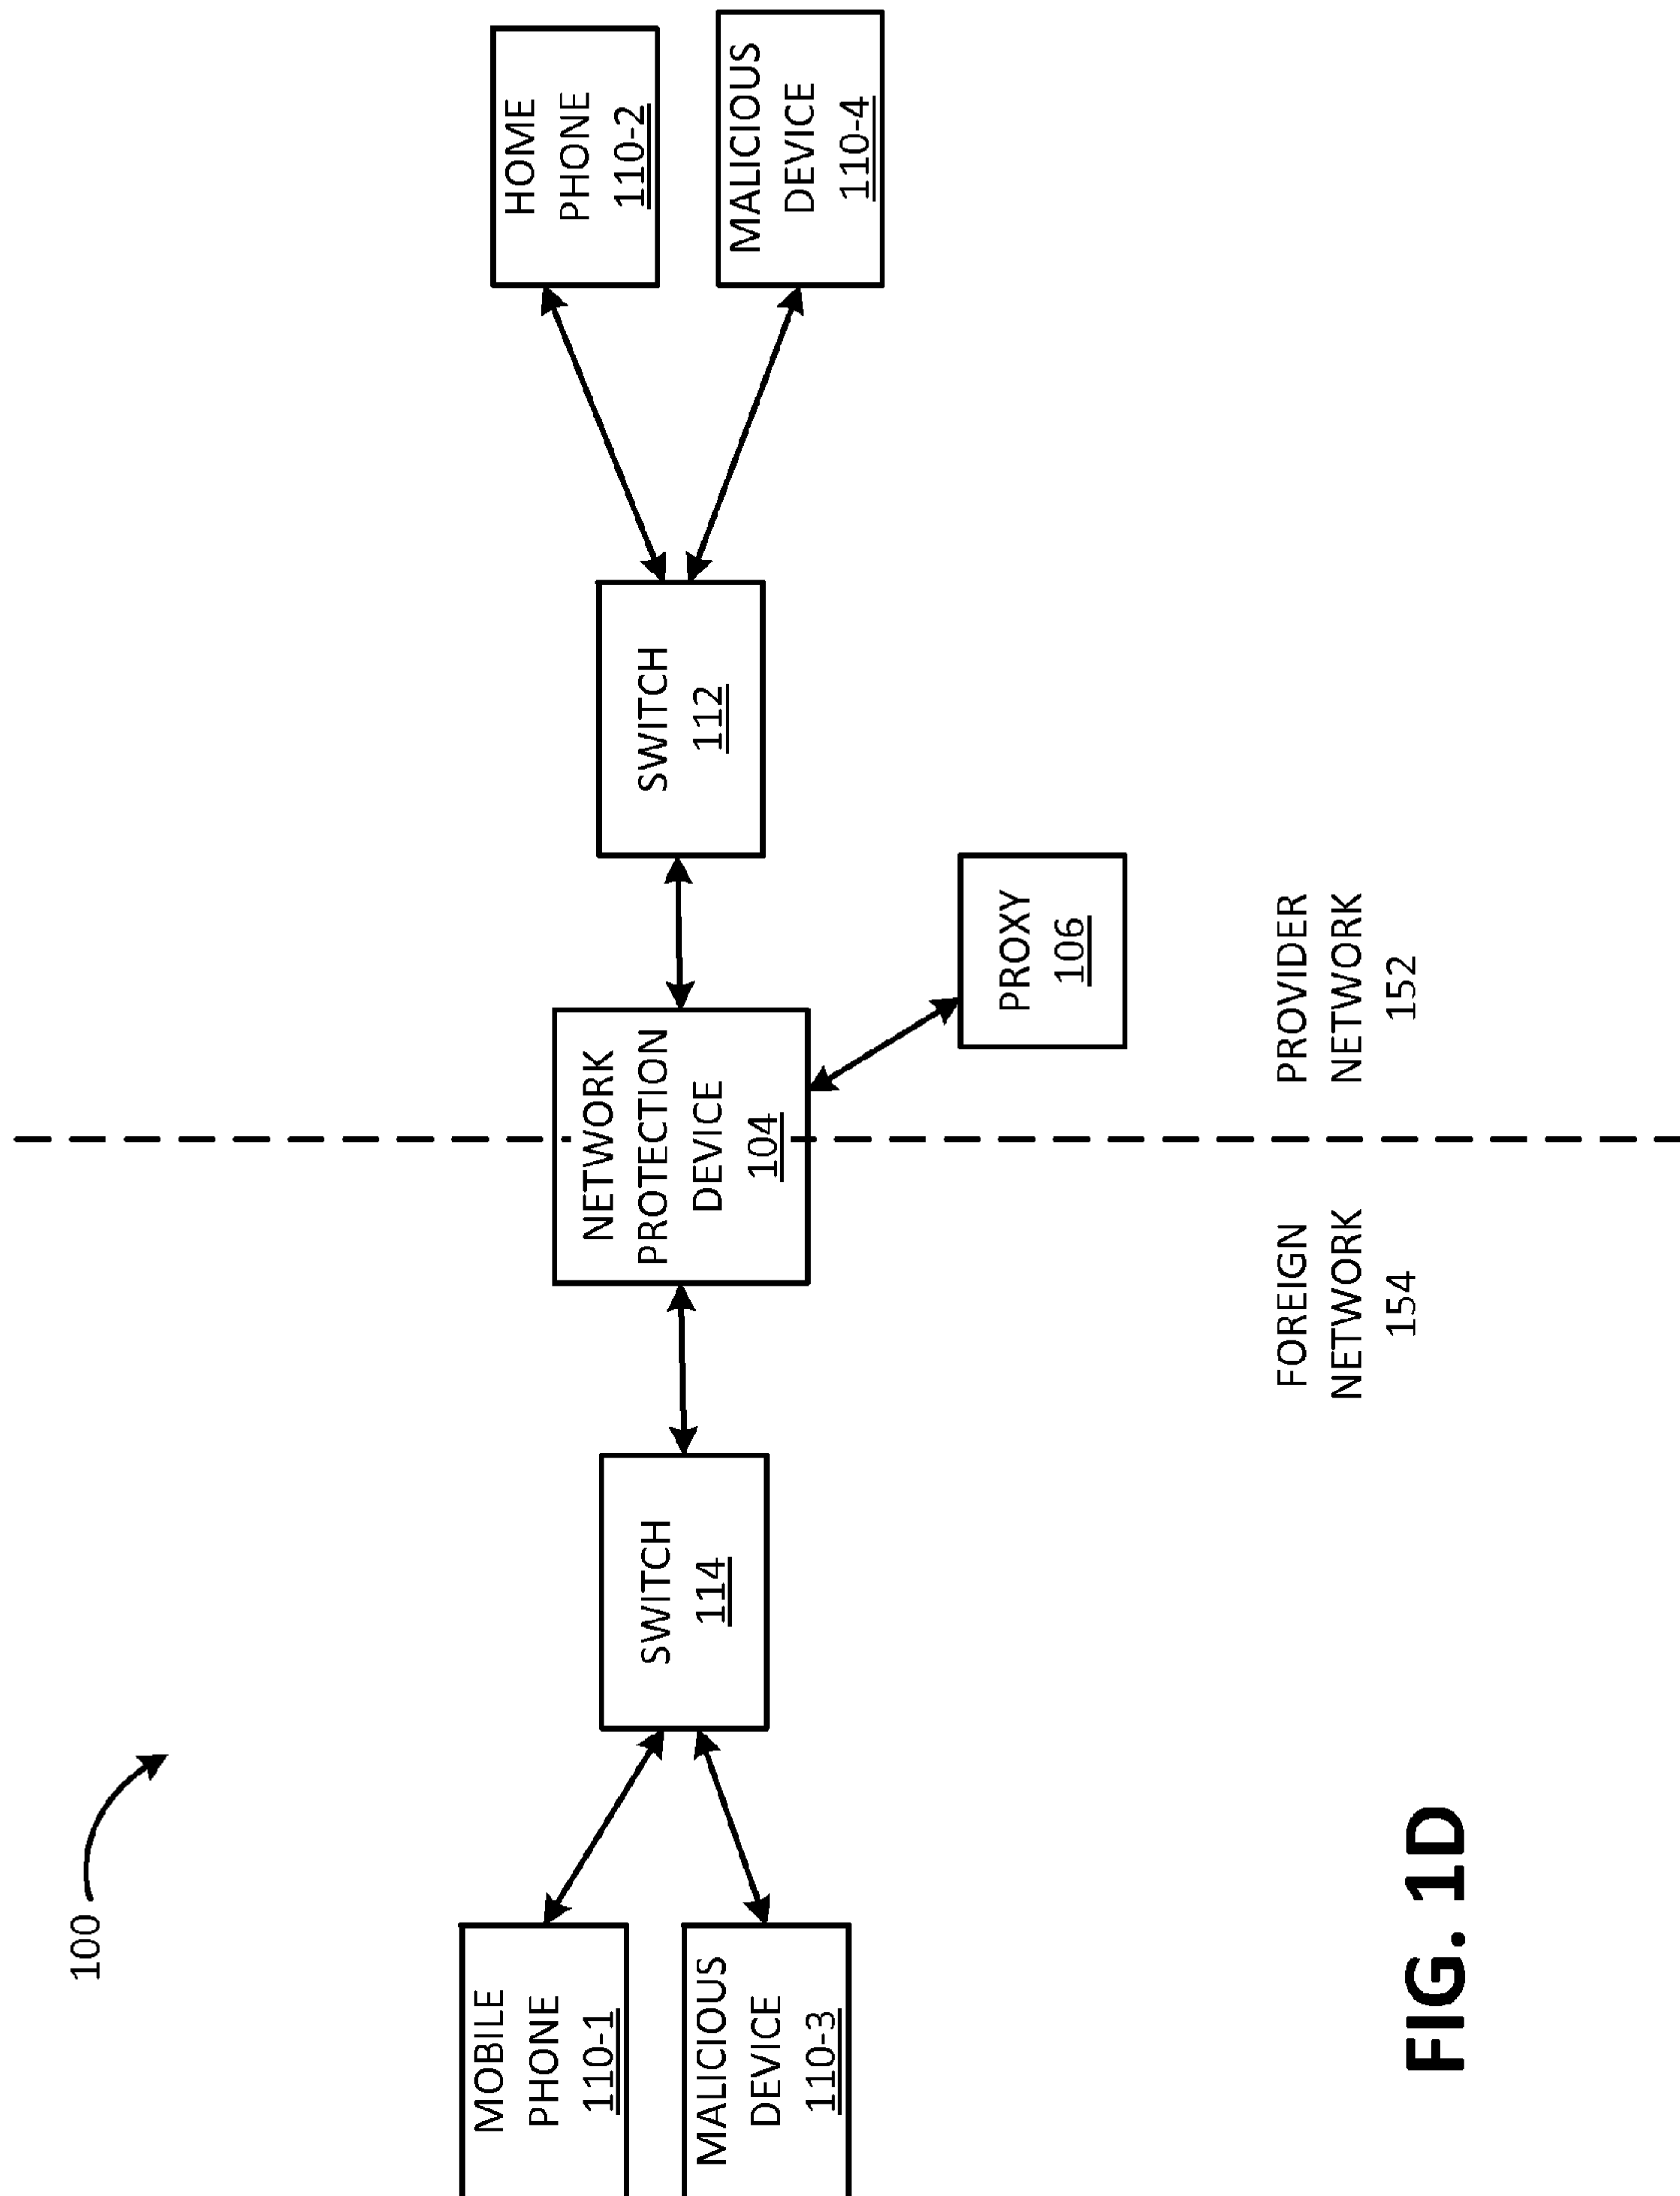 100
MOBILE
PHONE
110-1
MALICIOUS
DEVICE
110-3
SWITCH
114
NETWORK
PROTECTION
DEVICE
104
SWITCH
112
HOME
PHONE
110-2
MALICIOUS
DEVICE
110-4
PROXY
106
FOREIGN
NETWORK
154
PROVIDER
NETWORK
152
FIG. 1D